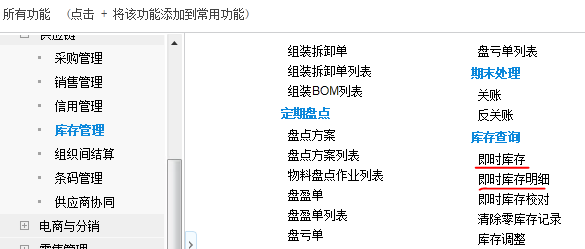 所有功能 (点击 + 将该功能添加到常用功能)
供应链
采购管理
销售管理
信用管理
库存管理
组织间结算
条码管理
供应商协同
电商与分销
零售管理
组装拆卸单
组装拆卸单列表
组装BOM列表
定期盘点
盘点方案
盘点方案列表
物料盘点作业列表
盘盈单
盘盈单列表
盘亏单
盘亏单列表
期末处理
关账
反关账
库存查询
即时库存
即时库存明细
即时库存校对
清除零库存记录
库存调整